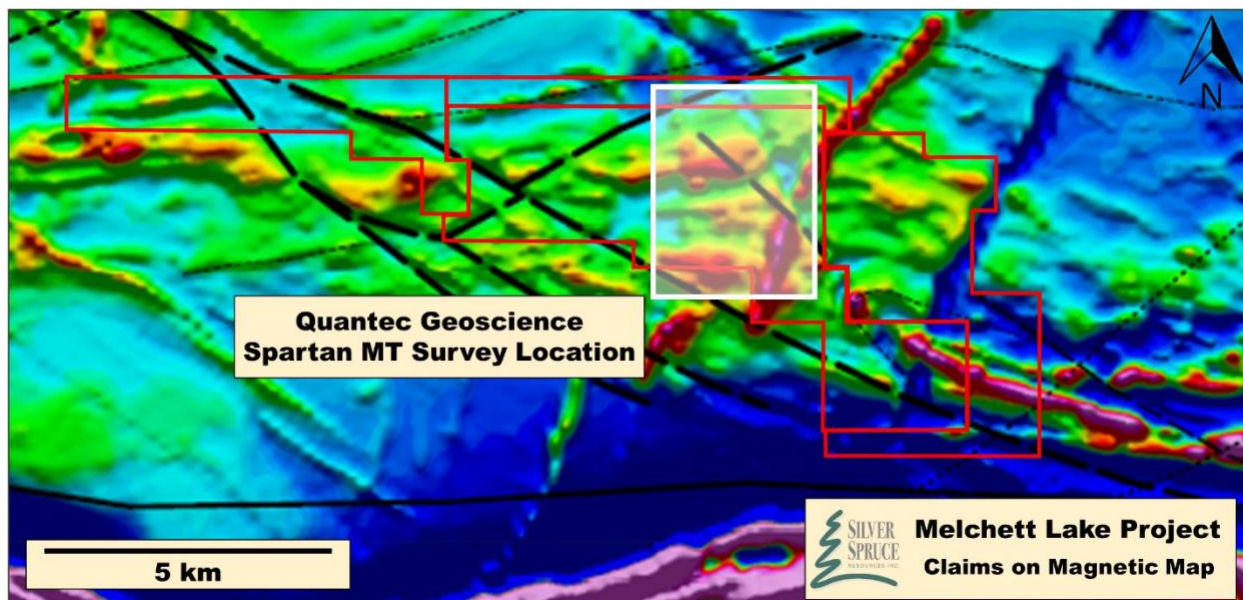 N
Quantec Geoscience
Spartan MT Survey Location
5 km
SILVER
SPRUCE
RESOURCES INC.
Melchett Lake Project
Claims on Magnetic Map